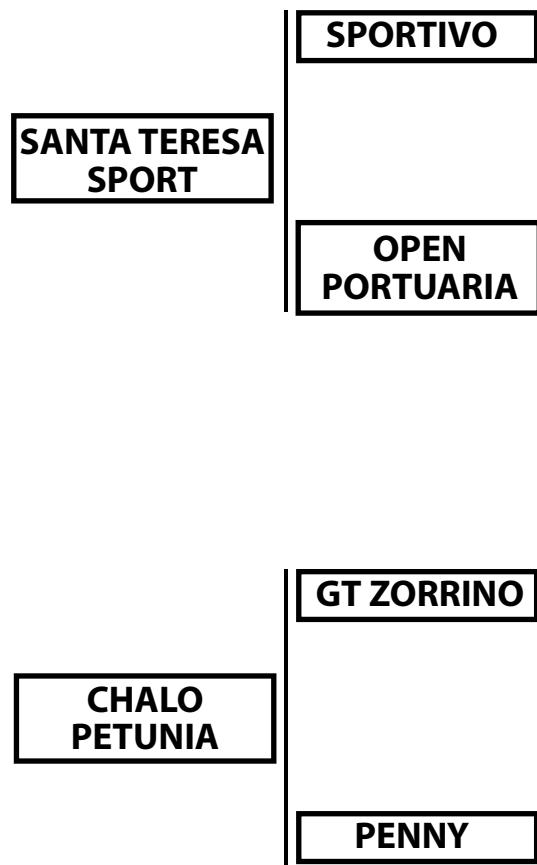 SPORTIVO
SANTA TERESA
SPORT
OPEN
PORTUARIA
GT ZORRINO
CHALO
PETUNIA
PENNY